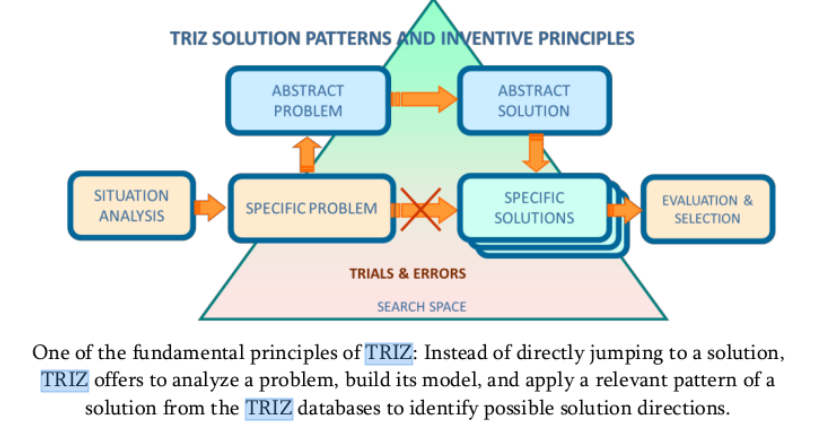 TRIZ SOLUTION PATTERNS AND INVENTIVE PRINCIPLES
ABSTRACT
PROBLEM
ABSTRACT
SOLUTION
SITUATION
ANALYSIS
SPECIFIC PROBLEM
SPECIFIC
SOLUTIONS
EVALUATION &
SELECTION
TRIALS & ERRORS
SEARCH SPACE
One of the fundamental principles of TRIZ: Instead of directly jumping to a solution,
TRIZ offers to analyze a problem, build its model, and apply a relevant pattern of a
solution from the TRIZ databases to identify possible solution directions.